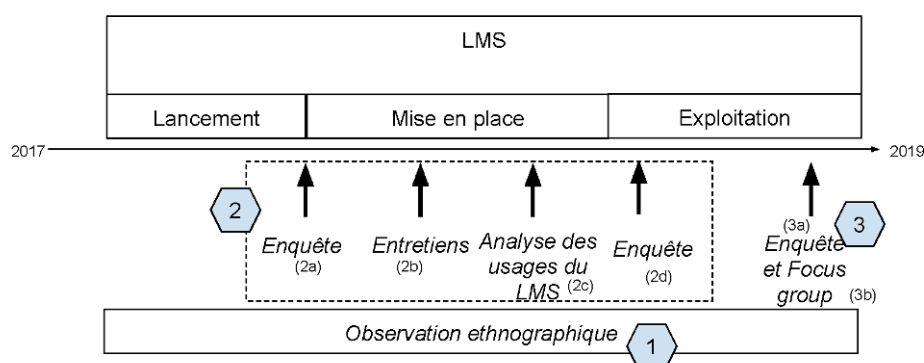 LMS
Lancement
Mise en place
Exploitation
2017
2019
2
Enquête
(2a)
Entretiens
(2b)
Analyse des
usages du
LMS (2c)
Enquête
(2d)
(3a)
3
Enquête
et Focus
group (3b)
Observation ethnographique
1